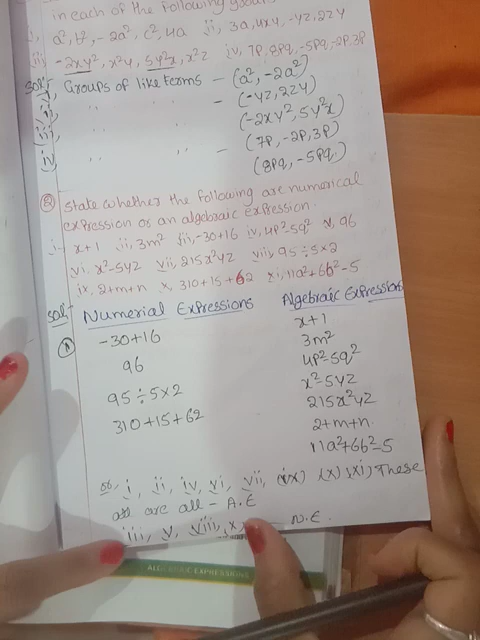 in each of the following groups
i, a², b², -2a², c², 4a ii, 3a, 4xy, -yz, 2zy
iii, -2xy², x²y, 5y²x, x²z iv, 7p, 8pq, -5pq, -2p, 3p
Sol:- Groups of like terms - (a², -2a²)
" " - (-yz, 2zy)
(-2xy², 5y²x)
" " - (7p, -2p, 3p)
(8pq, -5pq)
State whether the following are numerical
expression or an algebraic expression.
i- x+1 ii, 3m² iii, -30+16 iv, 4p²-5q² v, 96
vi. x²-5yz vii, 215x²yz viii, 95÷5×2
ix, 2+m+n x, 310+15+62 xi, 11a²+6b²-5
Sol:- Numerial Expressions Algebraic Expressions
-30+16 x+1
96 3m²
95÷5×2 4p²-5q²
310+15+62 x²-5yz
215x²yz
2+m+n
11a²+6b²-5
i, ii, iv, vi, vii, (ix) (x) (xi) These
are all - A.E
iii, v, viii, x, - N.E.
EXPRESSIONS